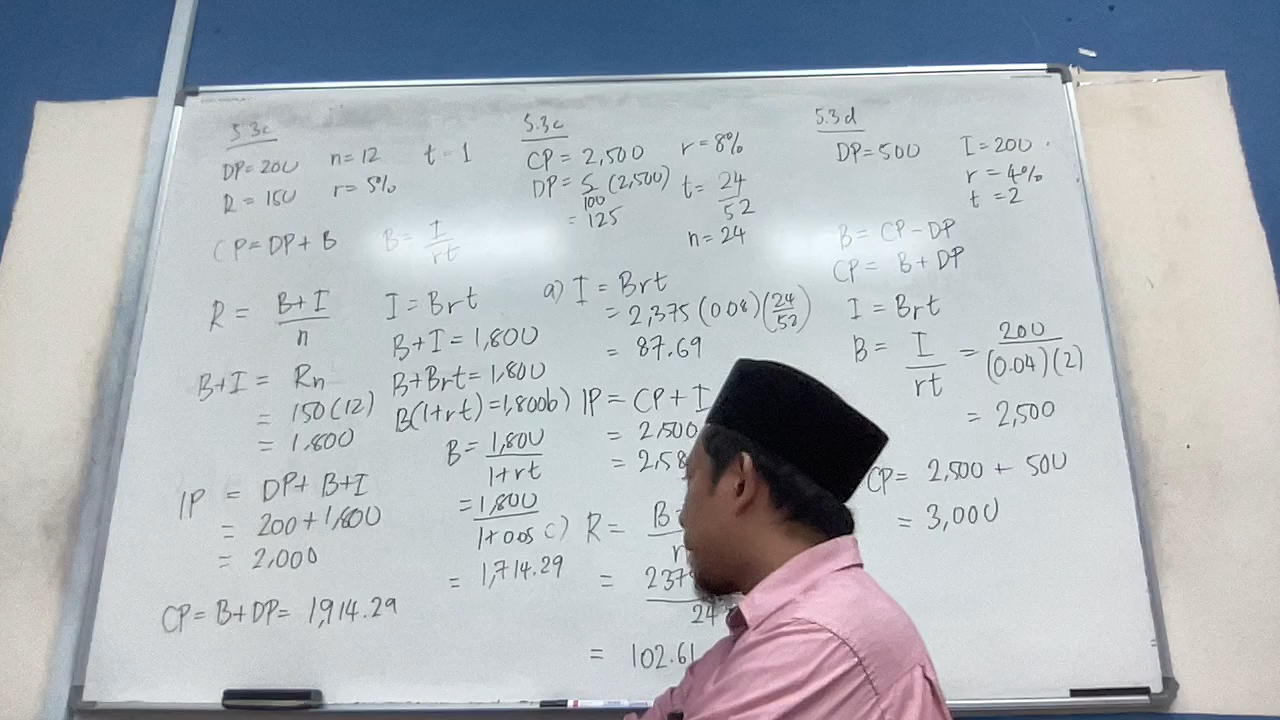 5.3c
DP=200 n=12 t=1
R=150 r=5%
CP=DP+B B=I/rt
R = B+I/n
B+I = Rn
= 150(12)
= 1,800
IP = DP+B+I
= 200+1,800
= 2,000
CP=B+DP= 1,914.29
I=Brt
B+I=1,800
B+Brt=1,800
B(1+rt)=1,800
B= 1,800/1+rt
= 1,800/1+0.05
= 1,714.29
5.3c
CP= 2,500 r=8%
DP= 5/100 (2,500) t= 24/52
= 125
n=24
a) I = Brt
= 2,375(0.08)(24/52)
= 87.69
b) IP= CP+I
= 2,500
= 2,58
c) R= B
= 237
24
= 102.61
5.3d
DP=500 I=200
r=4%
t=2
B= CP-DP
CP= B+DP
I=Brt
B= I/rt = 200/(0.04)(2)
= 2,500
CP= 2,500 + 500
= 3,000